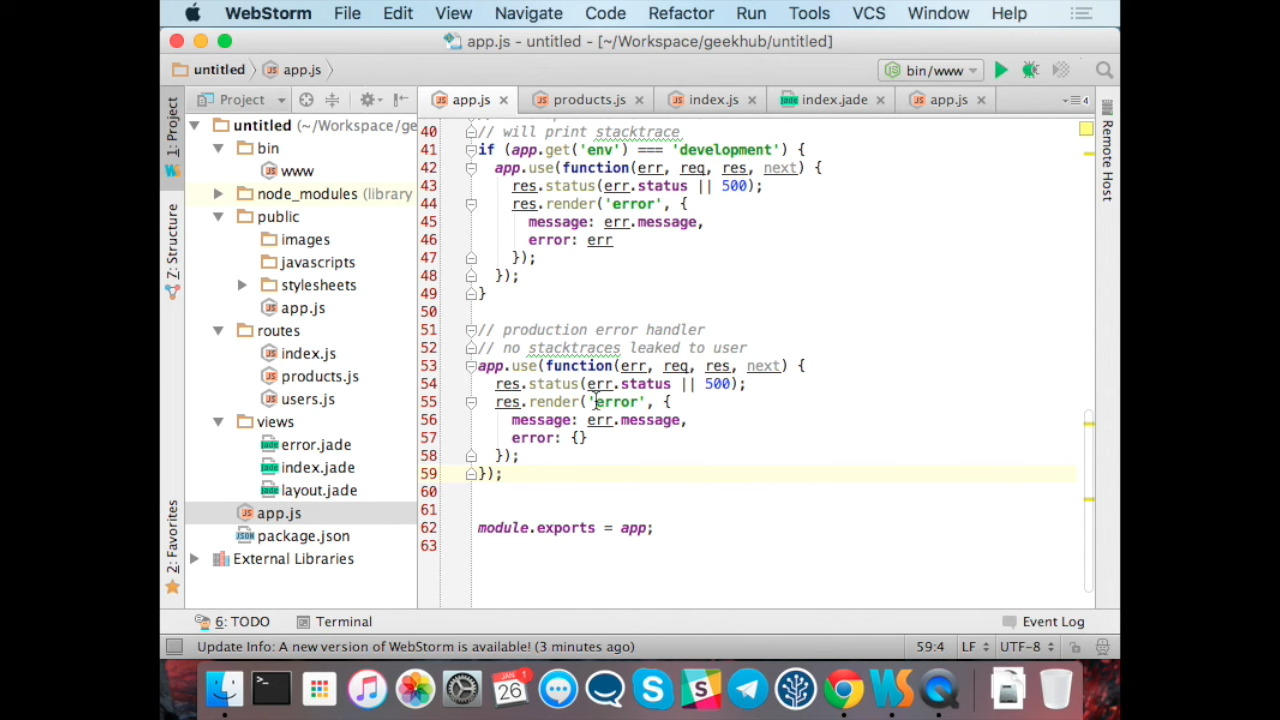 WebStorm File Edit View Navigate Code Refactor Run Tools VCS Window Help
app.js - untitled - [~/Workspace/geekhub/untitled]
untitled app.js bin/www
Project app.js products.js index.js index.jade app.js 4
1: Project
Z: Structure
2: Favorites
untitled (~/Workspace/ge
bin
www
node_modules (library
public
images
javascripts
stylesheets
app.js
routes
index.js
products.js
users.js
views
error.jade
index.jade
layout.jade
app.js
package.json
External Libraries
40 // will print stacktrace
41 if (app.get('env') === 'development') {
42 app.use(function(err, req, res, next) {
43 res.status(err.status || 500);
44 res.render('error', {
45 message: err.message,
46 error: err
47 });
48 });
49 }
50
51 // production error handler
52 // no stacktraces leaked to user
53 app.use(function(err, req, res, next) {
54 res.status(err.status || 500);
55 res.render('error', {
56 message: err.message,
57 error: {}
58 });
59 });
60
61
62 module.exports = app;
63
Remote Host
6: TODO Terminal Event Log
Update Info: A new version of WebStorm is available! (3 minutes ago) 59:4 LF UTF-8
JAN 1
26